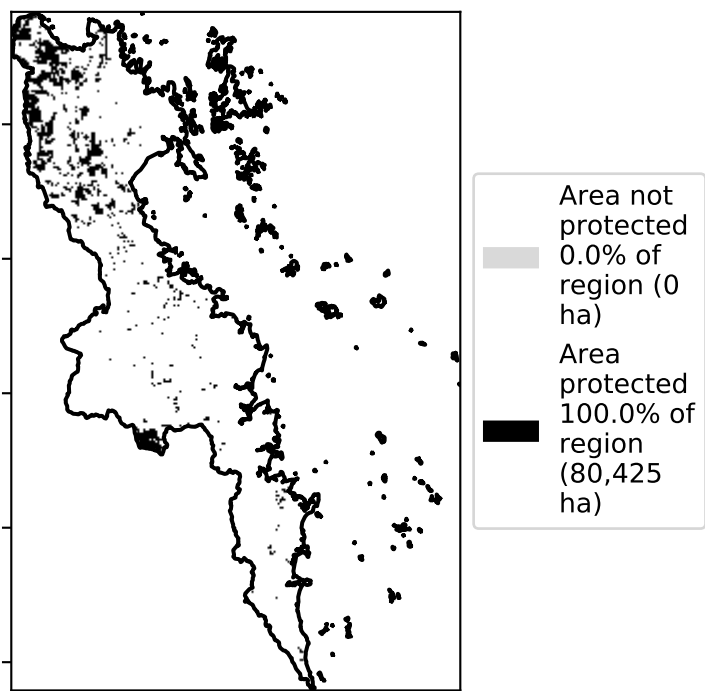 Area not
protected
0.0% of
region (0
ha)
Area
protected
100.0% of
region
(80,425
ha)